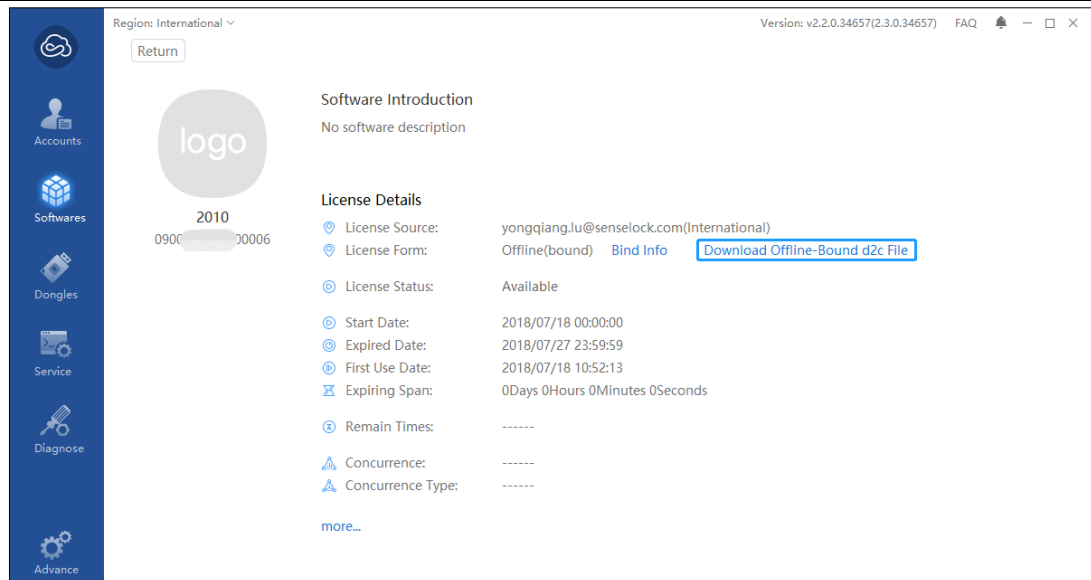 Region: International
Version: v2.2.0.34657(2.3.0.34657) FAQ
Return
logo
2010
0900 00006
Accounts
Softwares
Dongles
Service
Diagnose
Advance
Software Introduction
No software description
License Details
License Source: yongqiang.lu@senselock.com(International)
License Form: Offline(bound) Bind Info Download Offline-Bound d2c File
License Status: Available
Start Date: 2018/07/18 00:00:00
Expired Date: 2018/07/27 23:59:59
First Use Date: 2018/07/18 10:52:13
Expiring Span: 0Days 0Hours 0Minutes 0Seconds
Remain Times: ------
Concurrence: ------
Concurrence Type: ------
more...